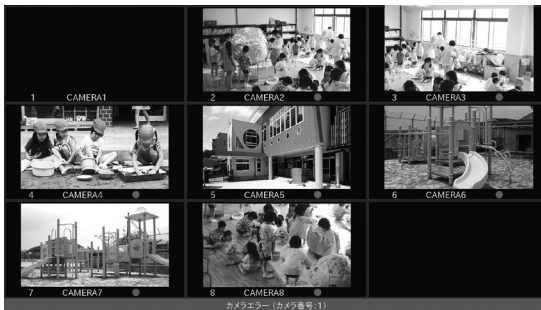 1 CAMERA1
2 CAMERA2
3 CAMERA3
4 CAMERA4
5 CAMERA5
6 CAMERA6
7 CAMERA7
8 CAMERA8
カメラエラー (カメラ番号:1)